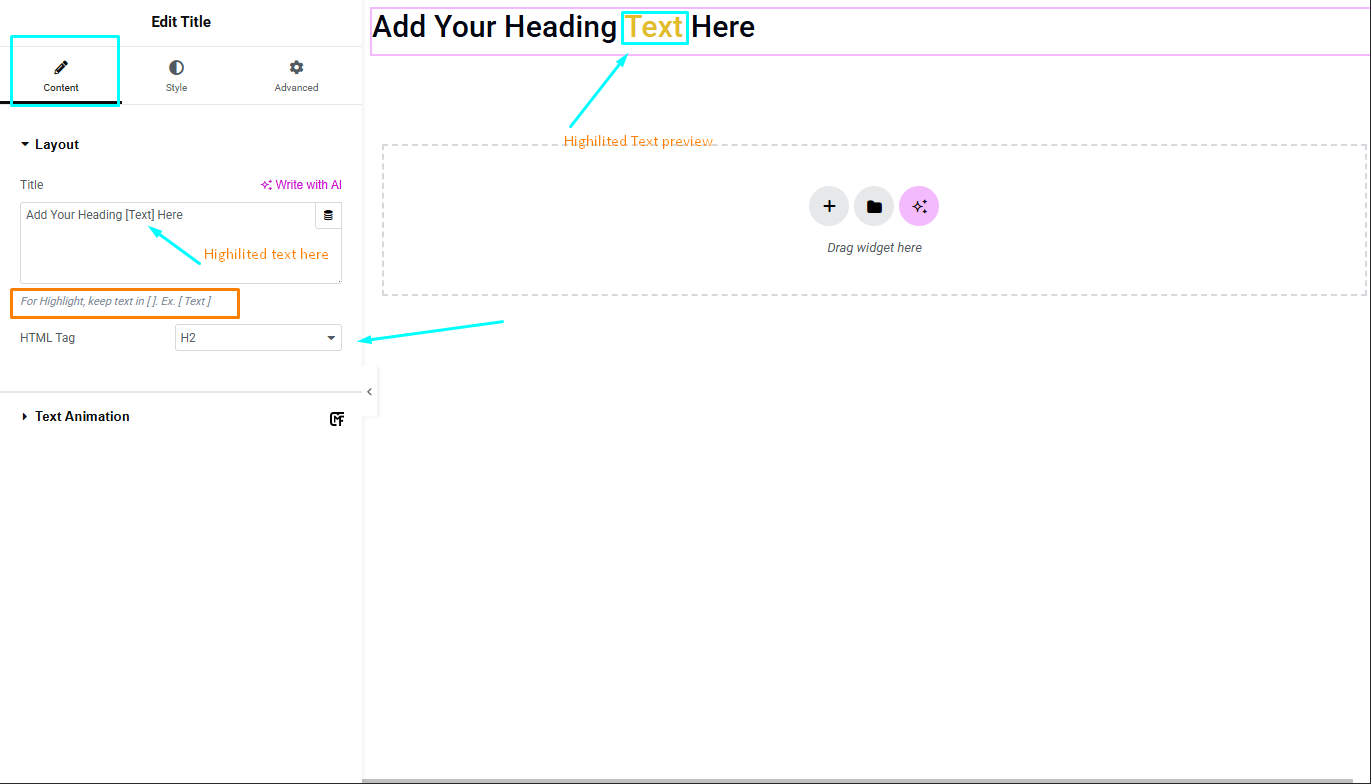 Edit Title
Content
Style
Advanced
Layout
Title
Write with AI
Add Your Heading [Text] Here
Highilited text here
For Highlight, keep text in [ ]. Ex. [ Text ]
HTML Tag
H2
Text Animation
Add Your Heading Text Here
Highilited Text preview
Drag widget here